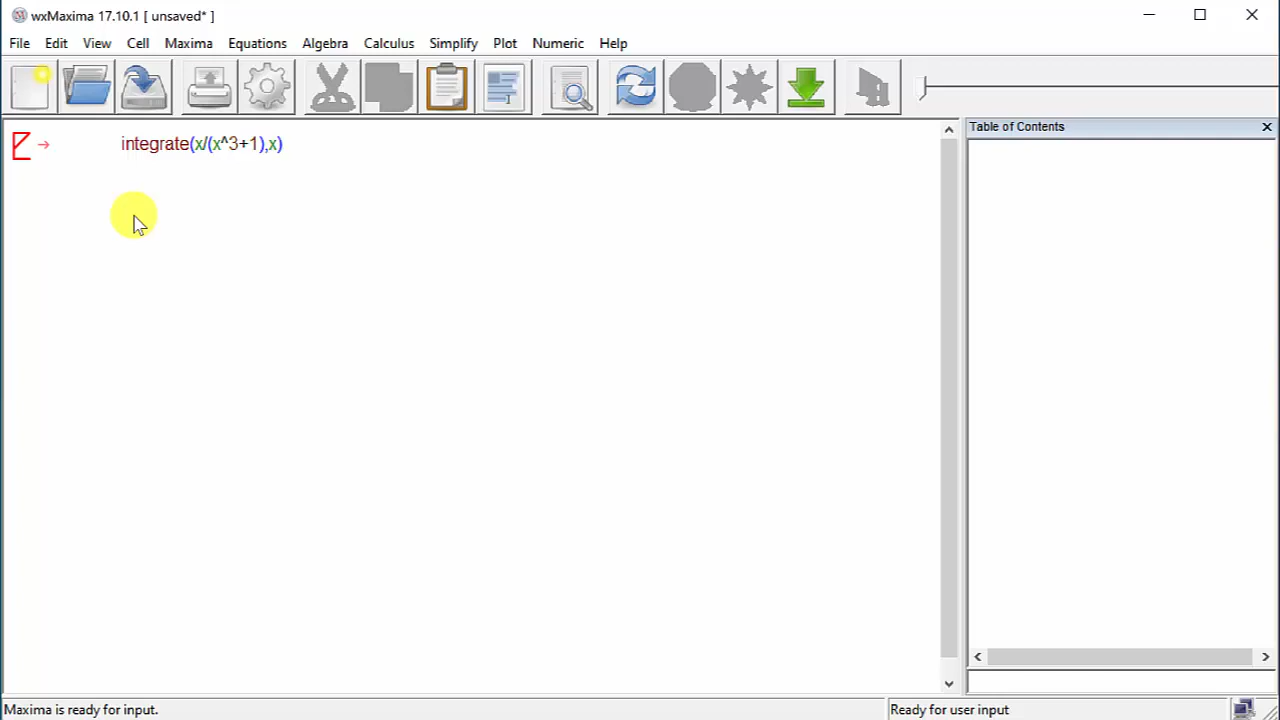 wxMaxima 17.10.1 [ unsaved* ]
File Edit View Cell Maxima Equations Algebra Calculus Simplify Plot Numeric Help
integrate(x/(x^3+1),x)
Table of Contents
Maxima is ready for input.
Ready for user input